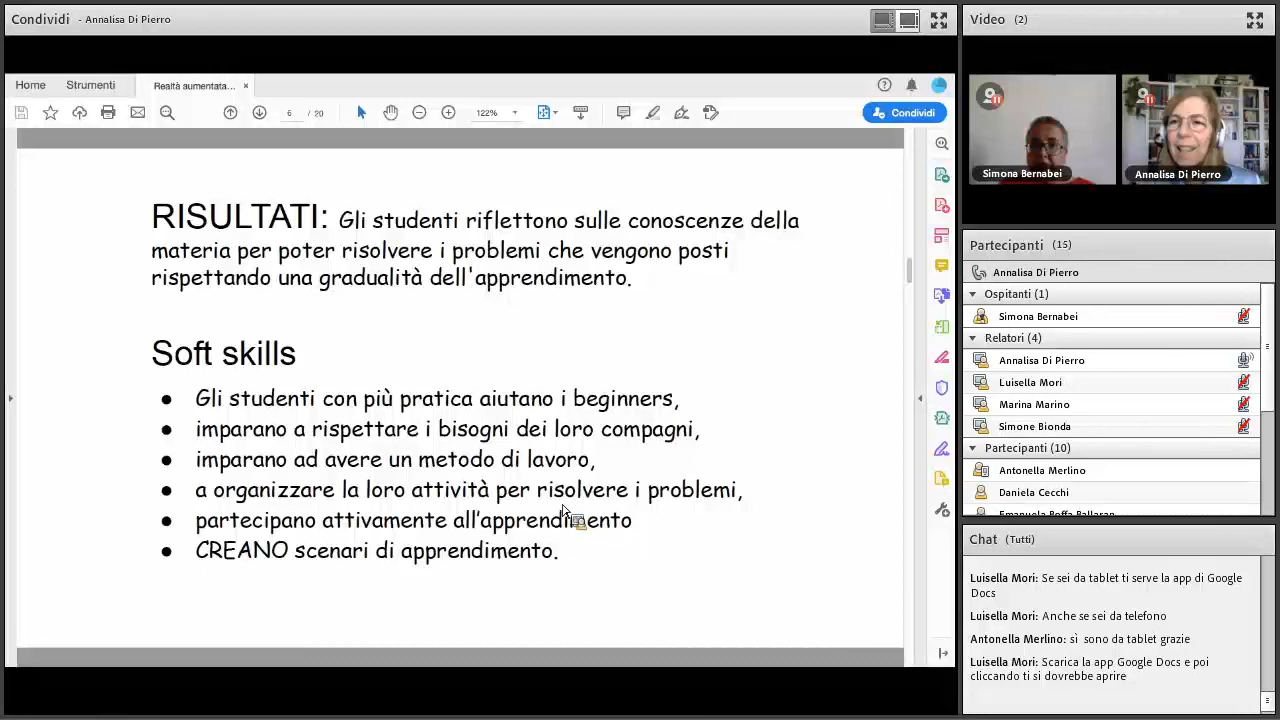 Condividi - Annalisa Di Pierro
Video (2)
Home Strumenti Realtà aumentata... ×
6 / 20 122% Condividi
RISULTATI: Gli studenti riflettono sulle conoscenze della
materia per poter risolvere i problemi che vengono posti
rispettando una gradualità dell'apprendimento.
Soft skills
● Gli studenti con più pratica aiutano i beginners,
● imparano a rispettare i bisogni dei loro compagni,
● imparano ad avere un metodo di lavoro,
● a organizzare la loro attività per risolvere i problemi,
● partecipano attivamente all'apprendimento
● CREANO scenari di apprendimento.
Simona Bernabei
Annalisa Di Pierro
Partecipanti (15)
Annalisa Di Pierro
Ospitanti (1)
Simona Bernabei
Relatori (4)
Annalisa Di Pierro
Luisella Mori
Marina Marino
Simone Bionda
Partecipanti (10)
Antonella Merlino
Daniela Cecchi
Chat (Tutti)
Luisella Mori: Se sei da tablet ti serve la app di Google
Docs
Luisella Mori: Anche se sei da telefono
Antonella Merlino: sì sono da tablet grazie
Luisella Mori: Scarica la app Google Docs e poi
cliccando ti si dovrebbe aprire